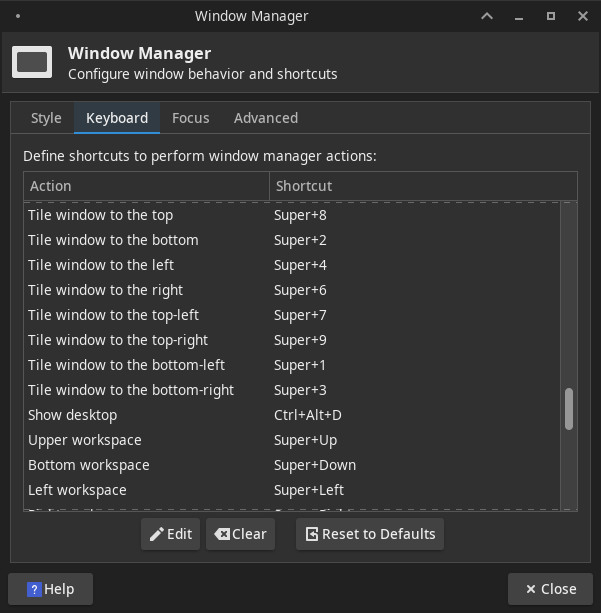 Window Manager
Window Manager
Configure window behavior and shortcuts
Style Keyboard Focus Advanced
Define shortcuts to perform window manager actions:
Action Shortcut
Tile window to the top Super+8
Tile window to the bottom Super+2
Tile window to the left Super+4
Tile window to the right Super+6
Tile window to the top-left Super+7
Tile window to the top-right Super+9
Tile window to the bottom-left Super+1
Tile window to the bottom-right Super+3
Show desktop Ctrl+Alt+D
Upper workspace Super+Up
Bottom workspace Super+Down
Left workspace Super+Left
Edit Clear Reset to Defaults
? Help Close